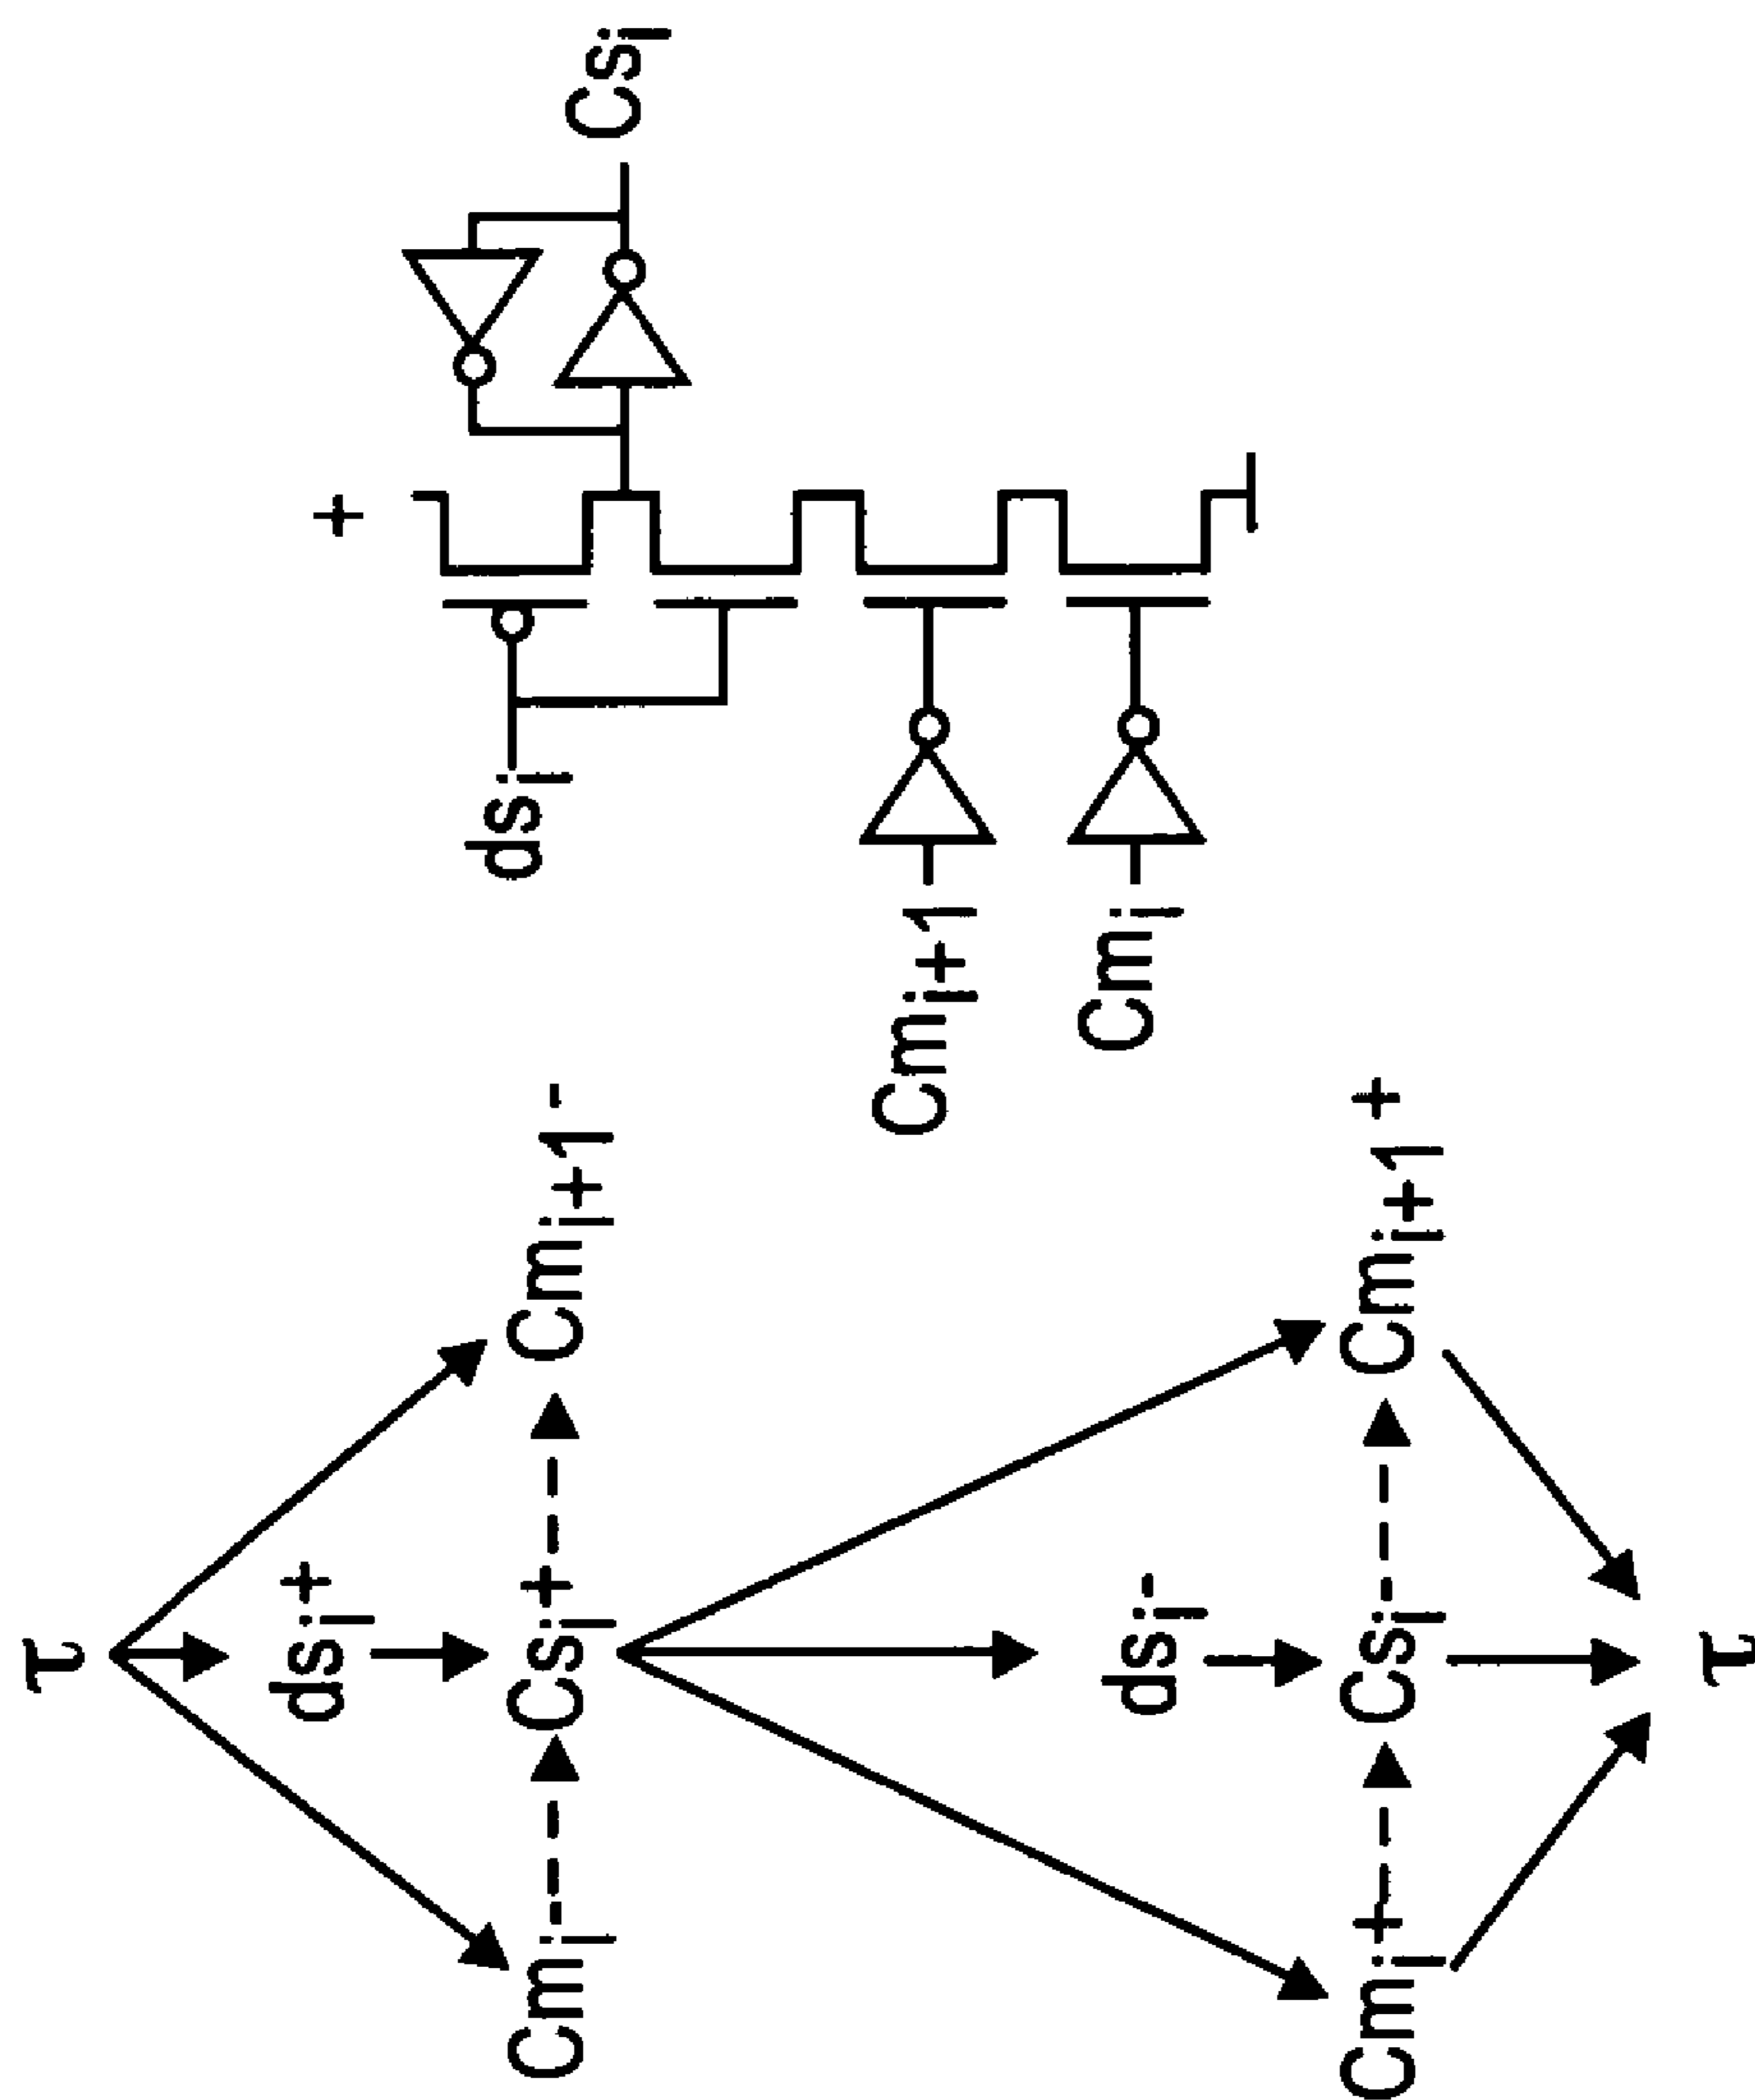 τ
ds_i+
Cm_i- Cs_i+ Cm_i+1-
ds_i-
Cm_i+ Cs_i- Cm_i+1+
τ
+
ds_i
Cs_i
Cm_i+1
Cm_i